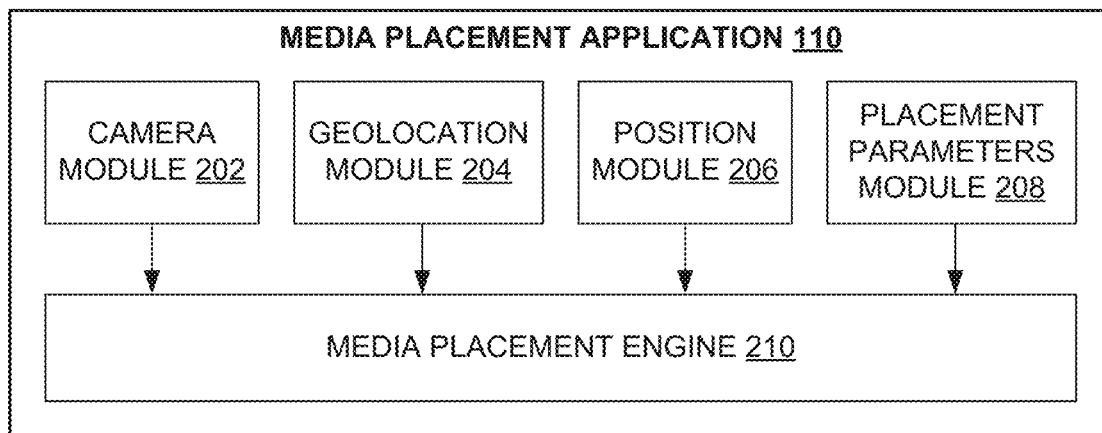 MEDIA PLACEMENT APPLICATION 110
CAMERA
MODULE 202
GEOLOCATION
MODULE 204
POSITION
MODULE 206
PLACEMENT
PARAMETERS
MODULE 208
MEDIA PLACEMENT ENGINE 210